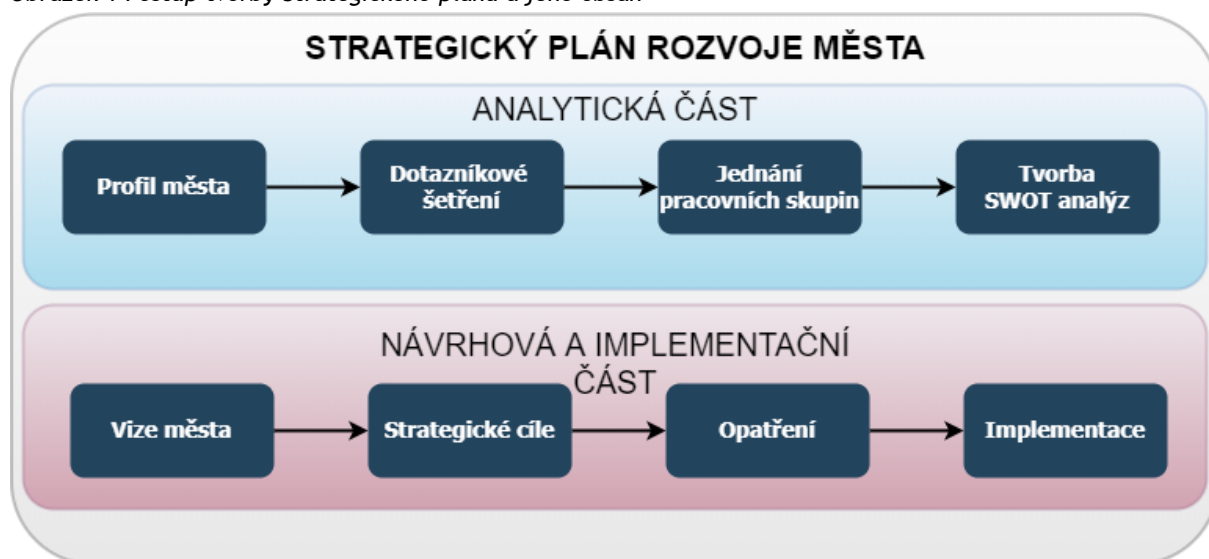 STRATEGICKÝ PLÁN ROZVOJE MĚSTA
ANALYTICKÁ ČÁST
Profil města
Dotazníkové
šetření
Jednání
pracovních skupin
Tvorba
SWOT analýz
NÁVRHOVÁ A IMPLEMENTAČNÍ
ČÁST
Vize města
Strategické cíle
Opatření
Implementace